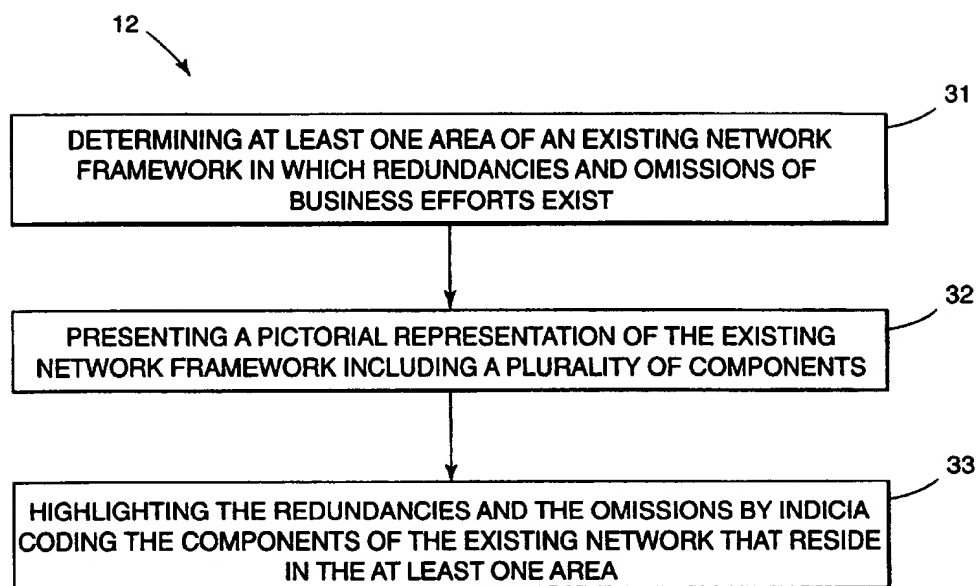 12
31
DETERMINING AT LEAST ONE AREA OF AN EXISTING NETWORK
FRAMEWORK IN WHICH REDUNDANCIES AND OMISSIONS OF
BUSINESS EFFORTS EXIST
32
PRESENTING A PICTORIAL REPRESENTATION OF THE EXISTING
NETWORK FRAMEWORK INCLUDING A PLURALITY OF COMPONENTS
33
HIGHLIGHTING THE REDUNDANCIES AND THE OMISSIONS BY INDICIA
CODING THE COMPONENTS OF THE EXISTING NETWORK THAT RESIDE
IN THE AT LEAST ONE AREA